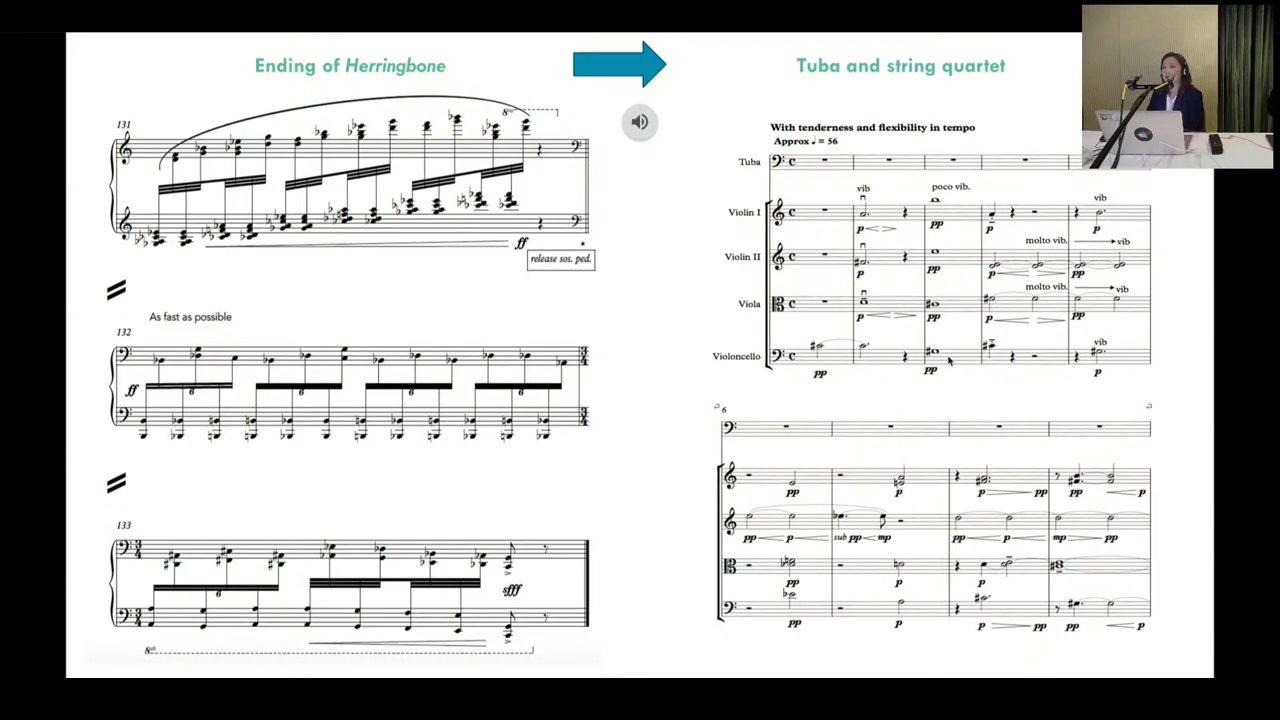 Ending of Herringbone
131
8va
ff
*
release sos. ped.
As fast as possible
132
ff
6
6
6
6
133
6
sfff
8vb
Tuba and string quartet
With tenderness and flexibility in tempo
Approx ♩ = 56
Tuba
vib
poco vib.
vib
Violin I
p
pp
p
p
molto vib.
vib
Violin II
p
pp
p
pp
molto vib.
vib
Viola
p
pp
p
pp
vib
Violoncello
pp
pp
p
6
pp
p
p
pp
pp
p
pp
p
sub pp
mp
pp
p
mp
pp
pp
p
p
pp
p
p
pp
pp
p